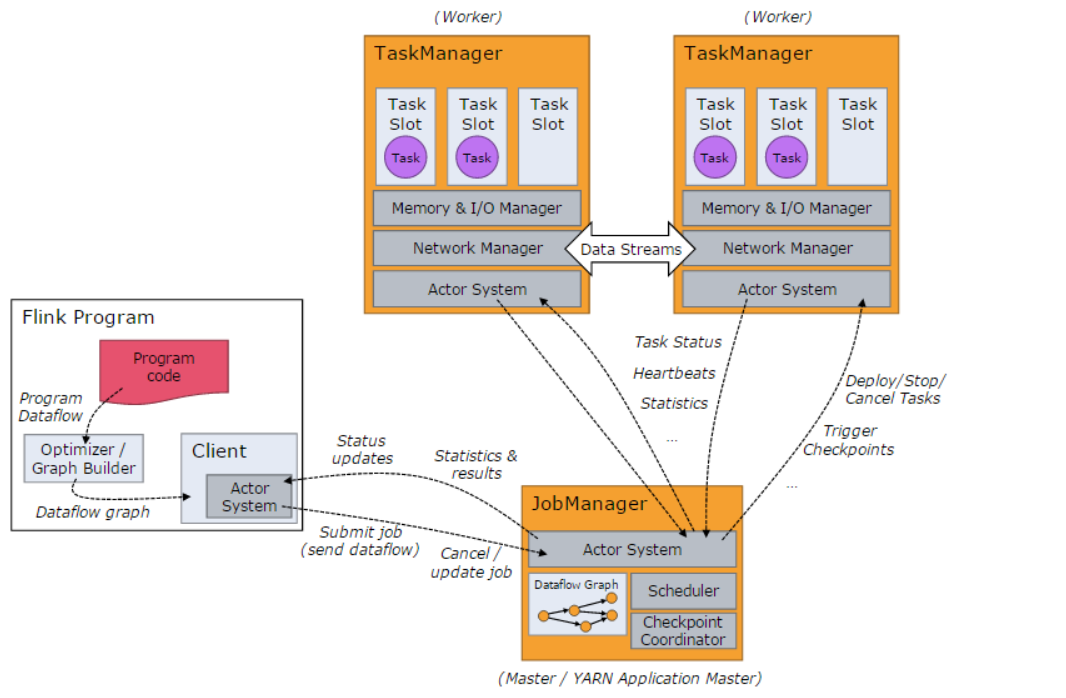 (Worker)
(Worker)
TaskManager
Task
Slot
Task
Task
Slot
Task
Task
Slot
Memory & I/O Manager
Network Manager
Actor System
TaskManager
Task
Slot
Task
Task
Slot
Task
Task
Slot
Memory & I/O Manager
Network Manager
Actor System
Data Streams
Flink Program
Program
code
Program
Dataflow
Optimizer /
Graph Builder
Dataflow graph
Client
Actor
System
Status
updates
Statistics &
results
Submit job
(send dataflow)
Cancel /
update job
Task Status
Heartbeats
Statistics
...
Deploy/Stop/
Cancel Tasks
Trigger
Checkpoints
...
JobManager
Actor System
Dataflow Graph
Scheduler
Checkpoint
Coordinator
(Master / YARN Application Master)